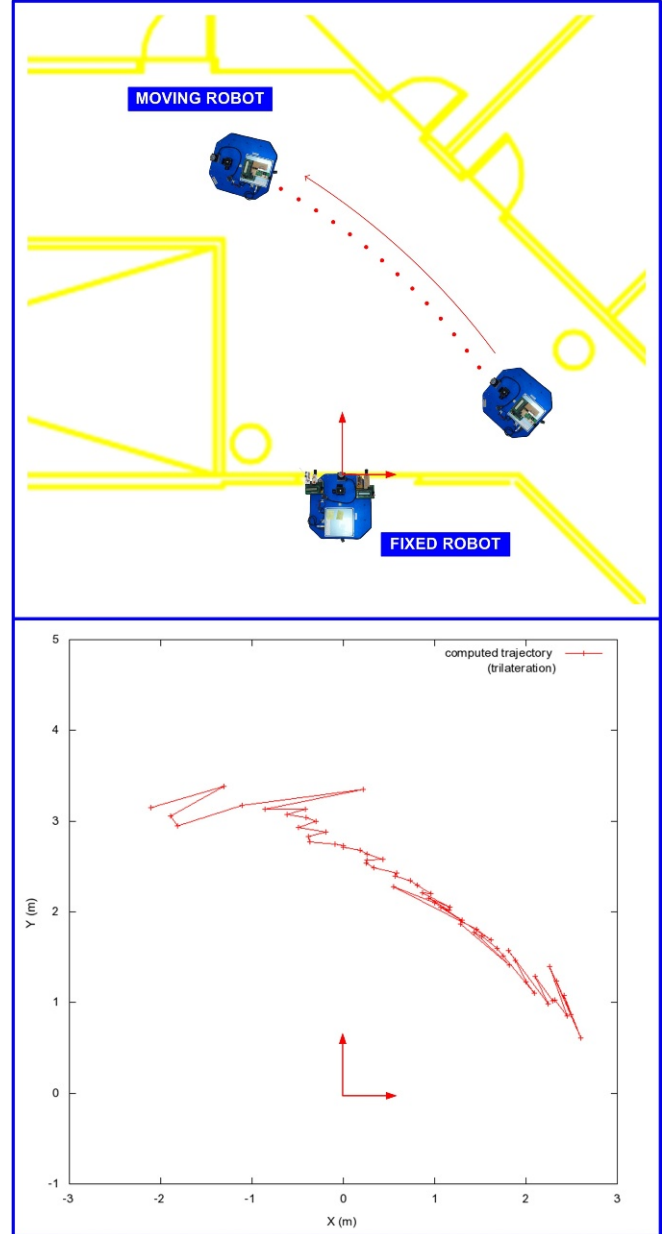 MOVING ROBOT
FIXED ROBOT
5
4
3
2
1
0
-1
-3
-2
-1
0
1
2
3
Y (m)
X (m)
computed trajectory
(trilateration)